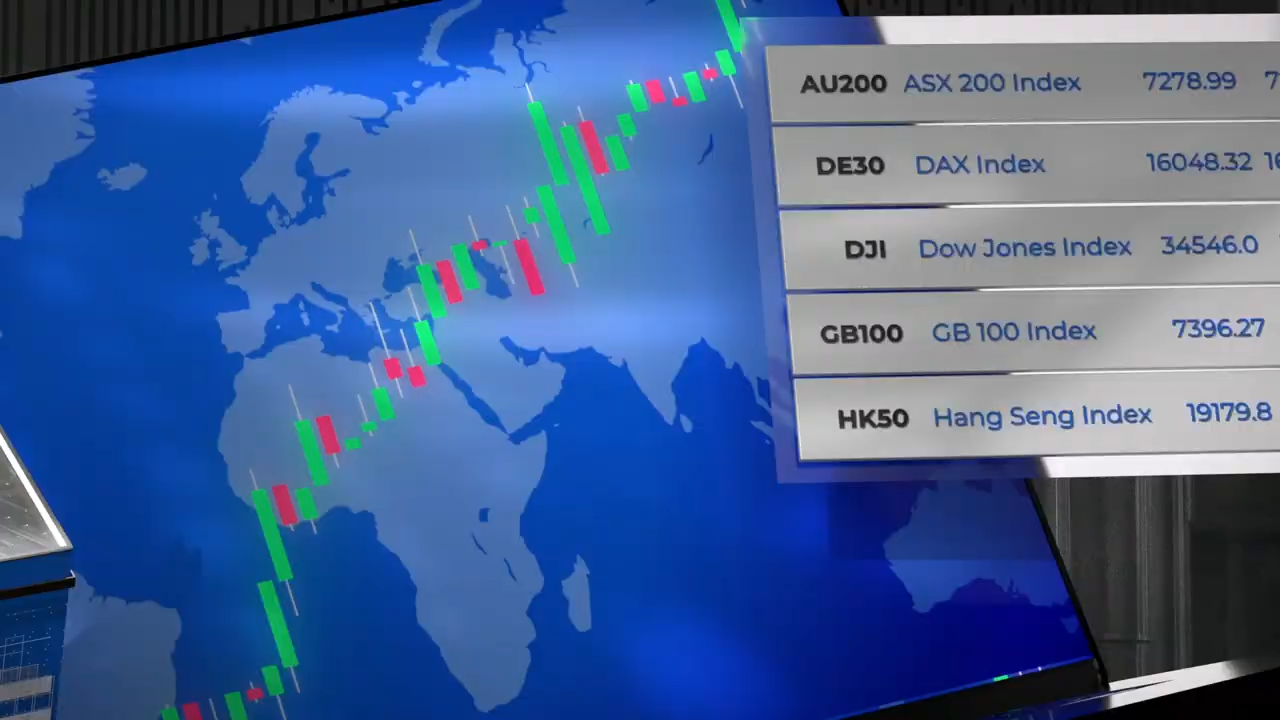 AU200 ASX 200 Index 7278.99
DE30 DAX Index 16048.32
DJI Dow Jones Index 34546.0
GB100 GB 100 Index 7396.27
HK50 Hang Seng Index 19179.8